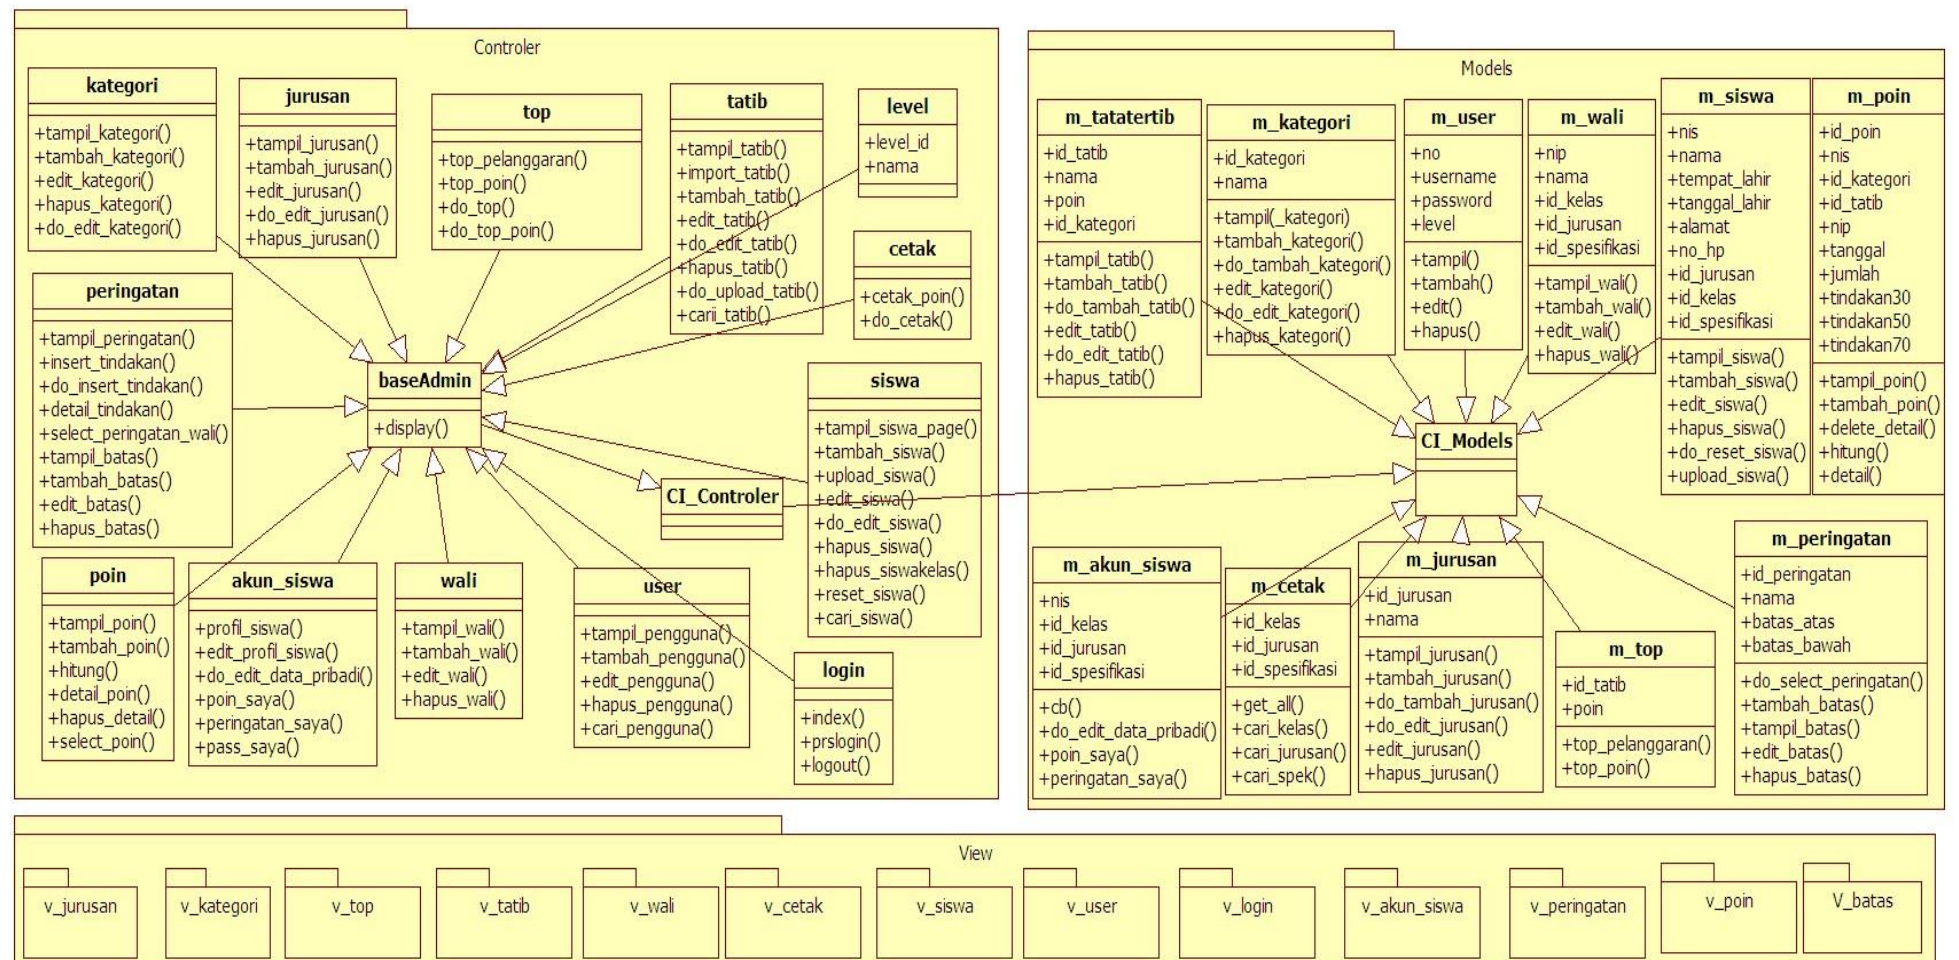 Controler
kategori
+tampil_kategori()
+tambah_kategori()
+edit_kategori()
+hapus_kategori()
+do_edit_kategori()
jurusan
+tampil_jurusan()
+tambah_jurusan()
+edit_jurusan()
+do_edit_jurusan()
+hapus_jurusan()
top
+top_pelanggaran()
+top_poin()
+do_top()
+do_top_poin()
tatib
+tampil_tatib()
+import_tatib()
+tambah_tatib()
+edit_tatib()
+do_edit_tatib()
+hapus_tatib()
+do_upload_tatib()
+carii_tatib()
level
+level_id
+nama
cetak
+cetak_poin()
+do_cetak()
peringatan
+tampil_peringatan()
+insert_tindakan()
+do_insert_tindakan()
+detail_tindakan()
+select_peringatan_wali()
+tampil_batas()
+tambah_batas()
+edit_batas()
+hapus_batas()
baseAdmin
+display()
CI_Controler
siswa
+tampil_siswa_page()
+tambah_siswa()
+upload_siswa()
+edit_siswa()
+do_edit_siswa()
+hapus_siswa()
+hapus_siswakelas()
+reset_siswa()
+cari_siswa()
poin
+tampil_poin()
+tambah_poin()
+hitung()
+detail_poin()
+hapus_detail()
+select_poin()
akun_siswa
+profil_siswa()
+edit_profil_siswa()
+do_edit_data_pribadi()
+poin_saya()
+peringatan_saya()
+pass_saya()
wali
+tampil_wali()
+tambah_wali()
+edit_wali()
+hapus_wali()
user
+tampil_pengguna()
+tambah_pengguna()
+edit_pengguna()
+hapus_pengguna()
+cari_pengguna()
login
+index()
+prslogin()
+logout()
Models
m_tatatertib
+id_tatib
+nama
+poin
+id_kategori
+tampil_tatib()
+tambah_tatib()
+do_tambah_tatib()
+edit_tatib()
+do_edit_tatib()
+hapus_tatib()
m_kategori
+id_kategori
+nama
+tampil(_kategori)
+tambah_kategori()
+do_tambah_kategori()
+edit_kategori()
+do_edit_kategori()
+hapus_kategori()
m_user
+no
+username
+password
+level
+tampil()
+tambah()
+edit()
+hapus()
m_wali
+nip
+nama
+id_kelas
+id_jurusan
+id_spesifikasi
+tampil_wali()
+tambah_wali()
+edit_wali()
+hapus_wali()
m_siswa
+nis
+nama
+tempat_lahir
+tanggal_lahir
+alamat
+no_hp
+id_jurusan
+id_kelas
+id_spesifikasi
+tampil_siswa()
+tambah_siswa()
+edit_siswa()
+hapus_siswa()
+do_reset_siswa()
+upload_siswa()
m_poin
+id_poin
+nis
+id_kategori
+id_tatib
+nip
+tanggal
+jumlah
+tindakan30
+tindakan50
+tindakan70
+tampil_poin()
+tambah_poin()
+delete_detail()
+hitung()
+detail()
CI_Models
m_akun_siswa
+nis
+id_kelas
+id_jurusan
+id_spesifikasi
+cb()
+do_edit_data_pribadi()
+poin_saya()
+peringatan_saya()
m_cetak
+id_kelas
+id_jurusan
+id_spesifikasi
+get_all()
+cari_kelas()
+cari_jurusan()
+cari_spek()
m_jurusan
+id_jurusan
+nama
+tampil_jurusan()
+tambah_jurusan()
+do_tambah_jurusan()
+do_edit_jurusan()
+edit_jurusan()
+hapus_jurusan()
m_top
+id_tatib
+poin
+top_pelanggaran()
+top_poin()
m_peringatan
+id_peringatan
+nama
+batas_atas
+batas_bawah
+do_select_peringatan()
+tambah_batas()
+tampil_batas()
+edit_batas()
+hapus_batas()
View
v_jurusan
v_kategori
v_top
v_tatib
v_wali
v_cetak
v_siswa
v_user
v_login
v_akun_siswa
v_peringatan
v_poin
V_batas